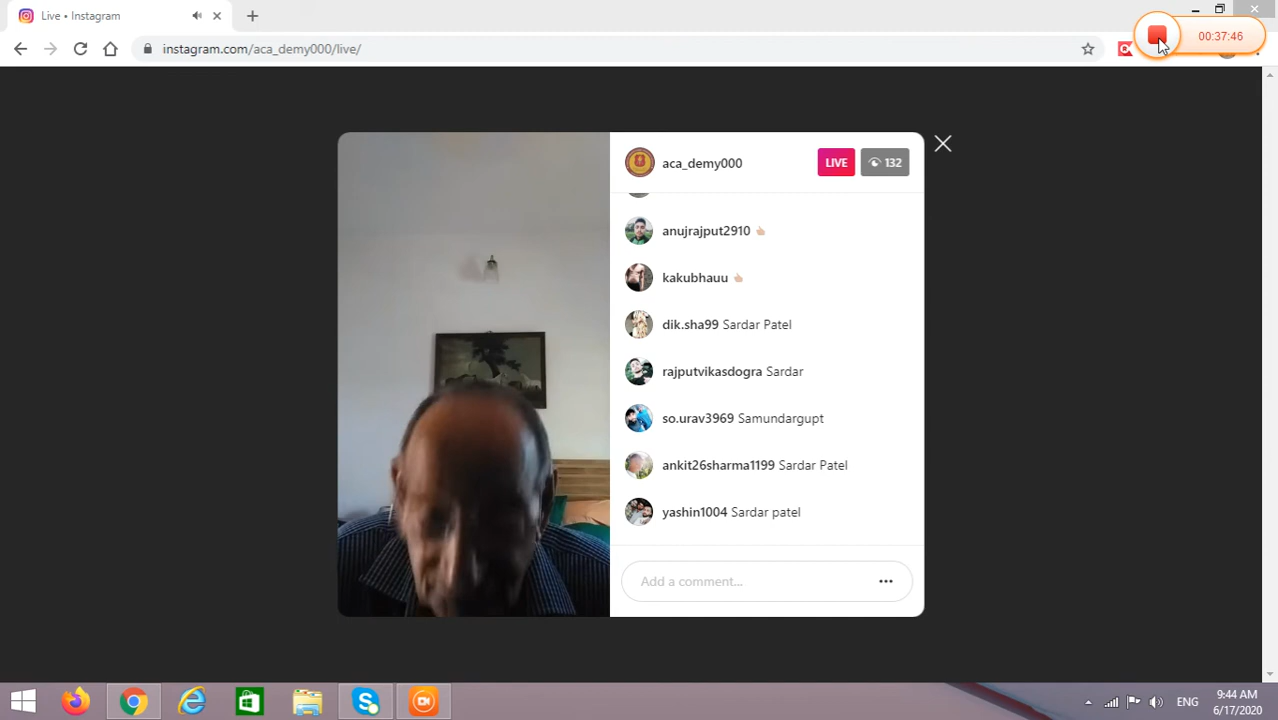 Live • Instagram
00:37:46
instagram.com/aca_demy000/live/
aca_demy000
LIVE
132
anujrajput2910
kakubhauu
dik.sha99 Sardar Patel
rajputvikasdogra Sardar
so.urav3969 Samundargupt
ankit26sharma1199 Sardar Patel
yashin1004 Sardar patel
Add a comment...
ENG
9:44 AM
6/17/2020